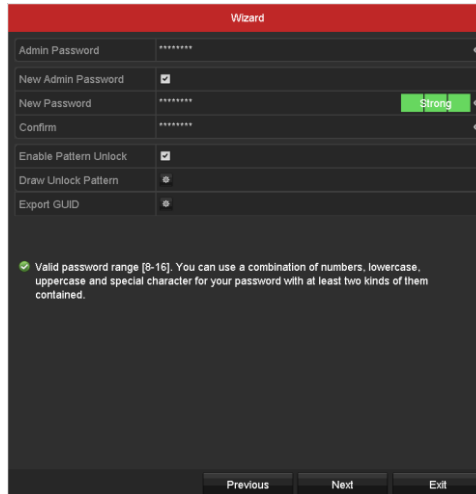 Wizard
Admin Password ********
New Admin Password
New Password ******** Strong
Confirm ********
Enable Pattern Unlock
Draw Unlock Pattern
Export GUID
Valid password range [8-16]. You can use a combination of numbers, lowercase,
uppercase and special character for your password with at least two kinds of them
contained.
Previous Next Exit